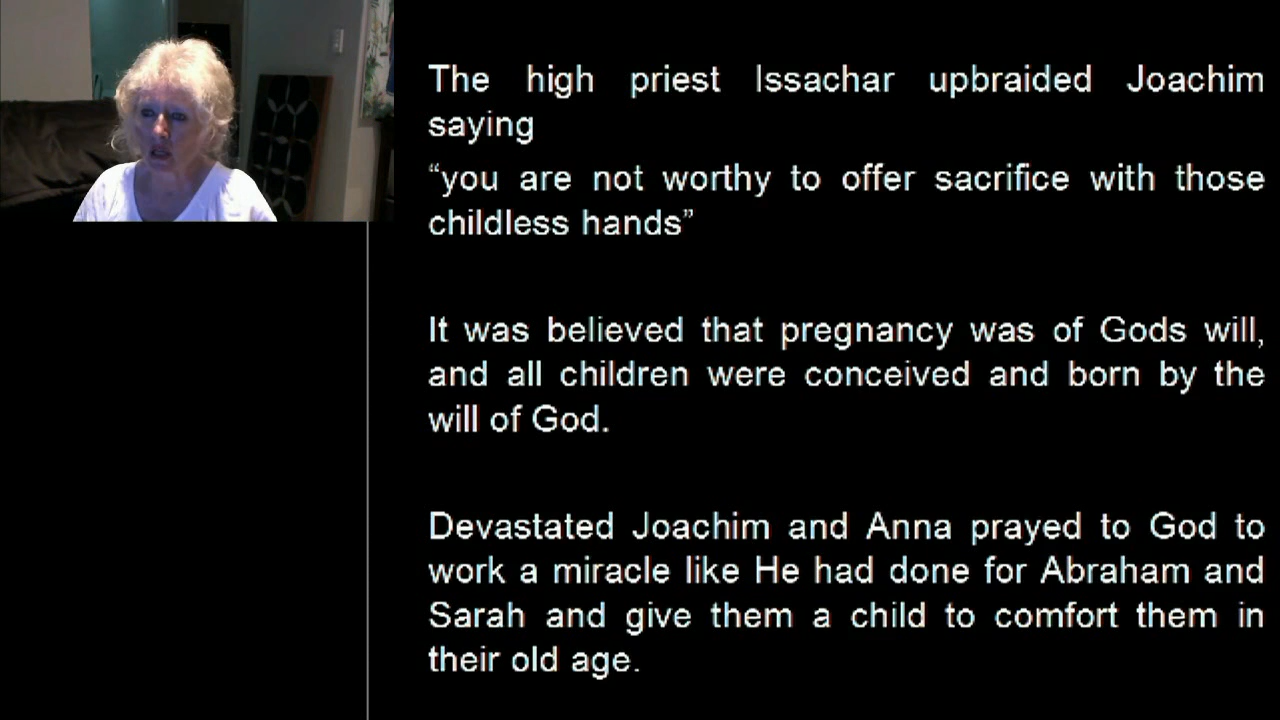 The high priest Issachar upbraided Joachim
saying
“you are not worthy to offer sacrifice with those
childless hands”
It was believed that pregnancy was of Gods will,
and all children were conceived and born by the
will of God.
Devastated Joachim and Anna prayed to God to
work a miracle like He had done for Abraham and
Sarah and give them a child to comfort them in
their old age.